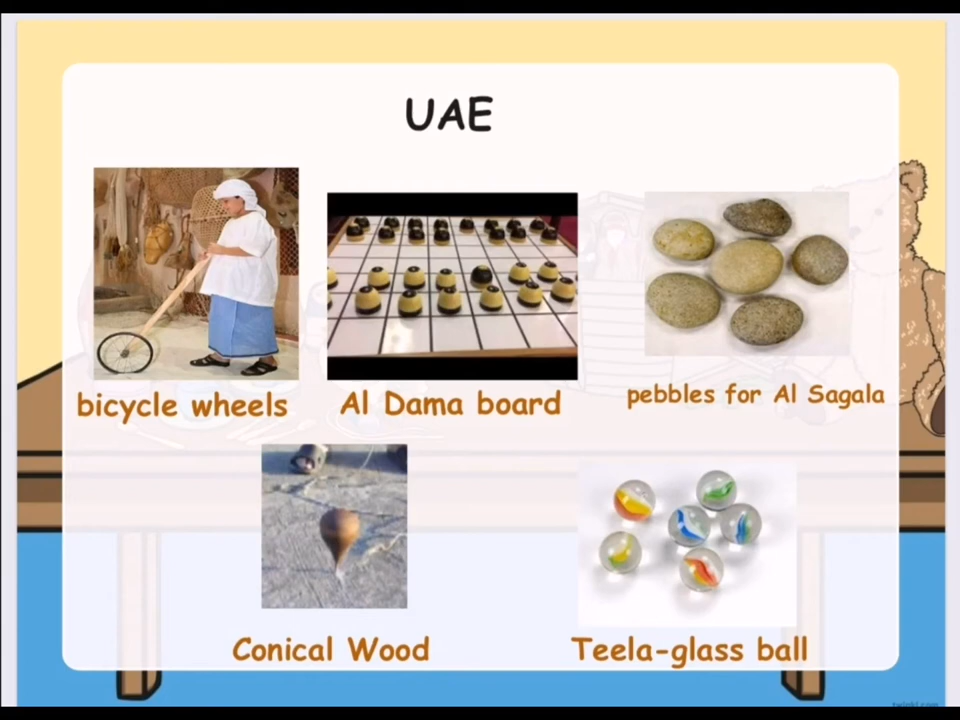 UAE
bicycle wheels
Al Dama board
pebbles for Al Sagala
Conical Wood
Teela-glass ball